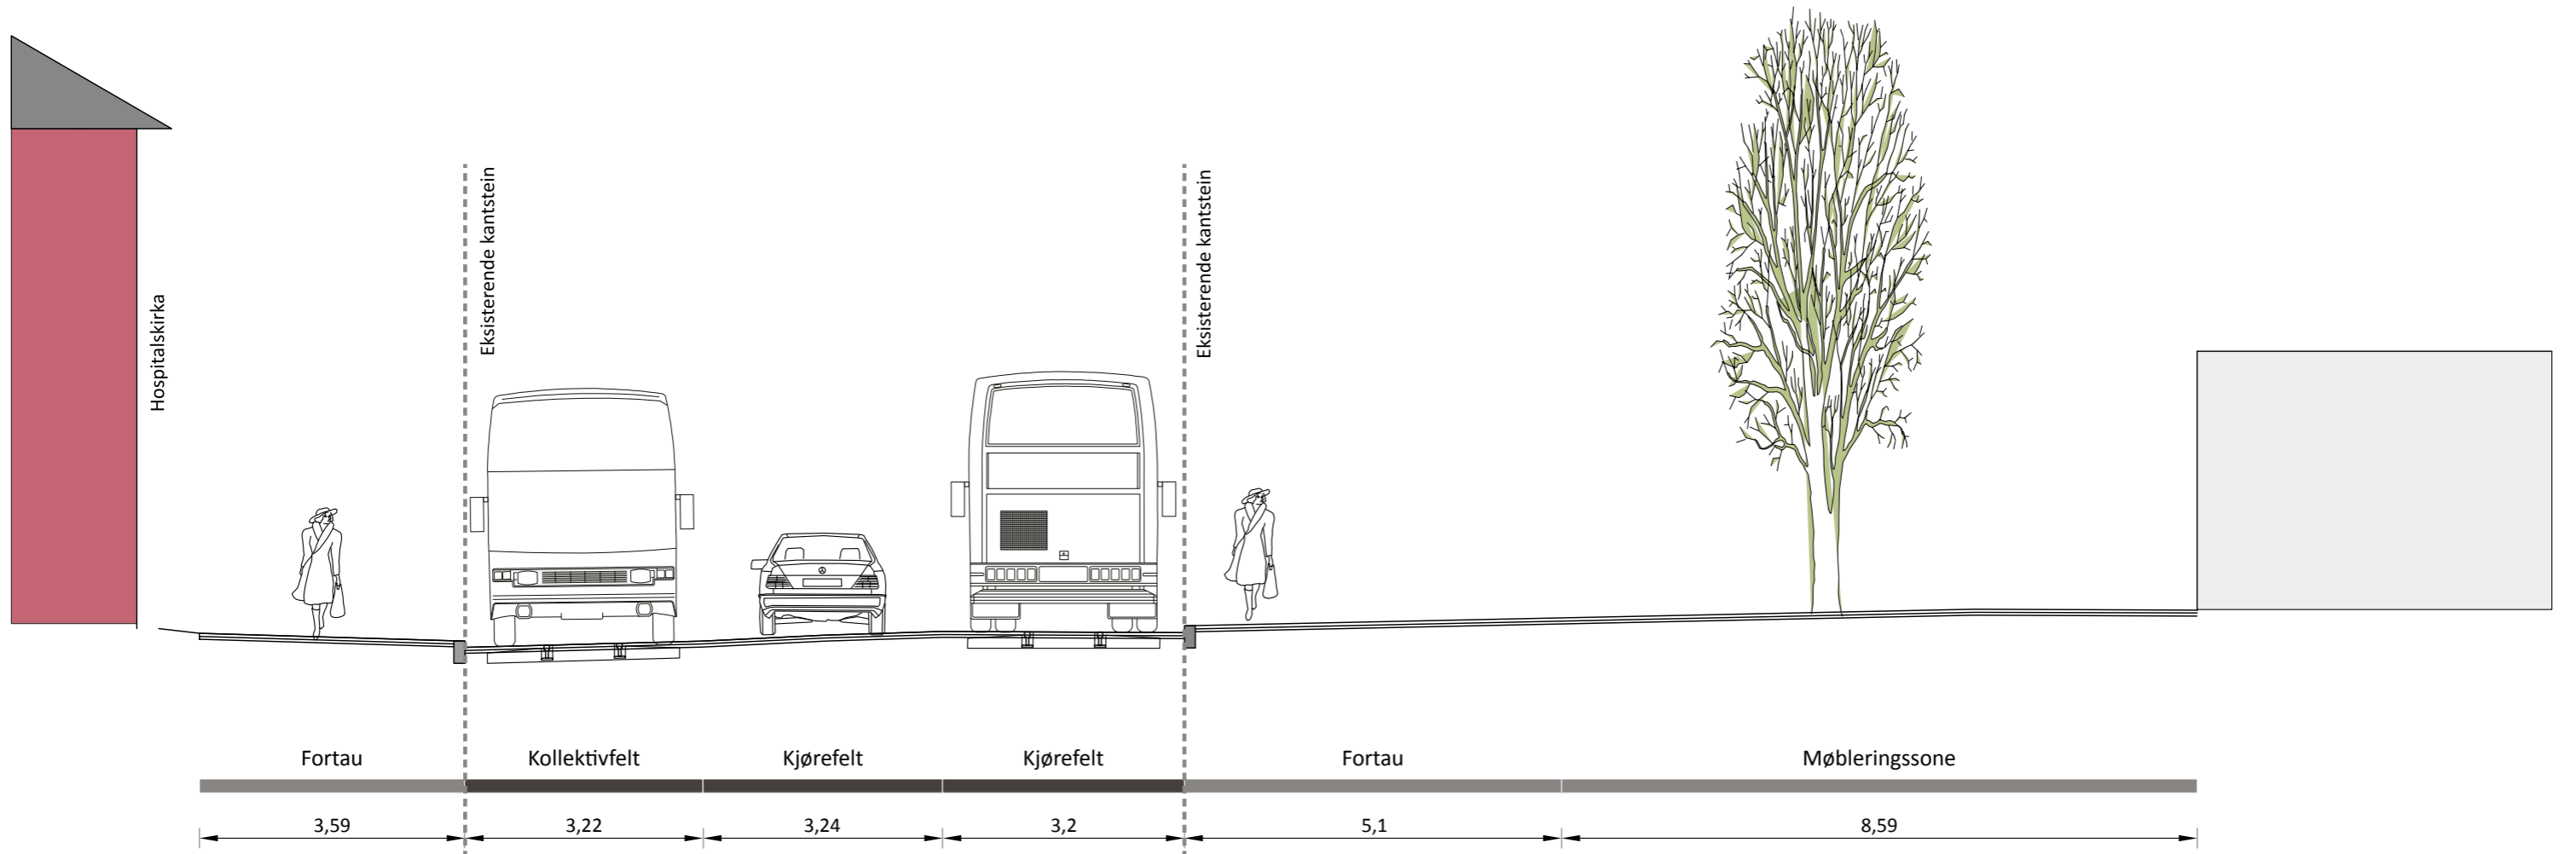 Hospitalskirka
Eksisterende kantstein
Eksisterende kantstein
Fortau
Kollektivfelt
Kjørefelt
Kjørefelt
Fortau
Møbleringssone
3,59
3,22
3,24
3,2
5,1
8,59